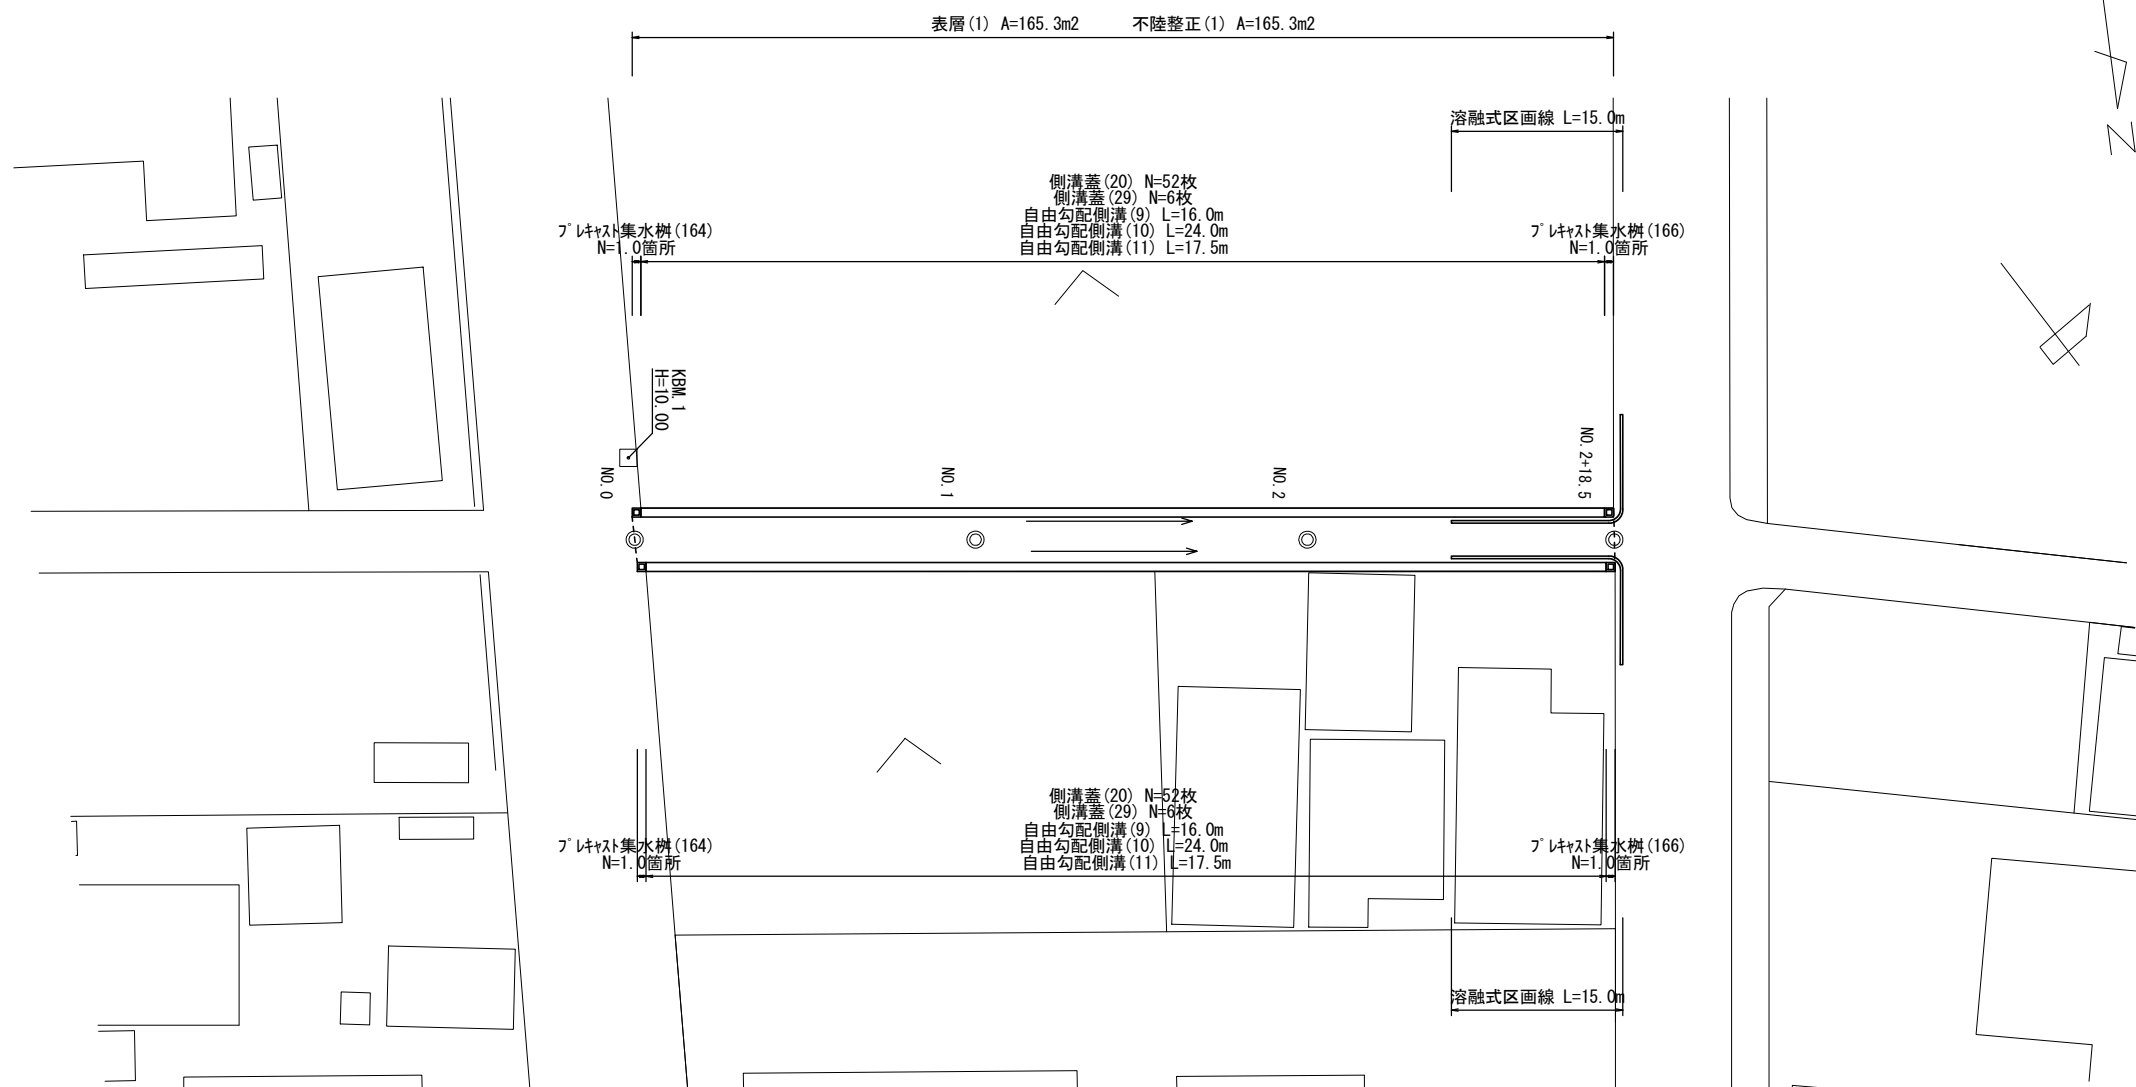 表層(1) A=165.3m2 不陸整正(1) A=165.3m2
溶融式区画線 L=15.0m
側溝蓋(20) N=52枚
側溝蓋(29) N=6枚
自由勾配側溝(9) L=16.0m
自由勾配側溝(10) L=24.0m
自由勾配側溝(11) L=17.5m
プレキャスト集水桝(164)
N=1.0箇所
プレキャスト集水桝(166)
N=1.0箇所
KBM.1
H=10.00
NO.0
NO.1
NO.2
NO.2+18.5
側溝蓋(20) N=52枚
側溝蓋(29) N=6枚
自由勾配側溝(9) L=16.0m
自由勾配側溝(10) L=24.0m
自由勾配側溝(11) L=17.5m
プレキャスト集水桝(164)
N=1.0箇所
プレキャスト集水桝(166)
N=1.0箇所
溶融式区画線 L=15.0m
N